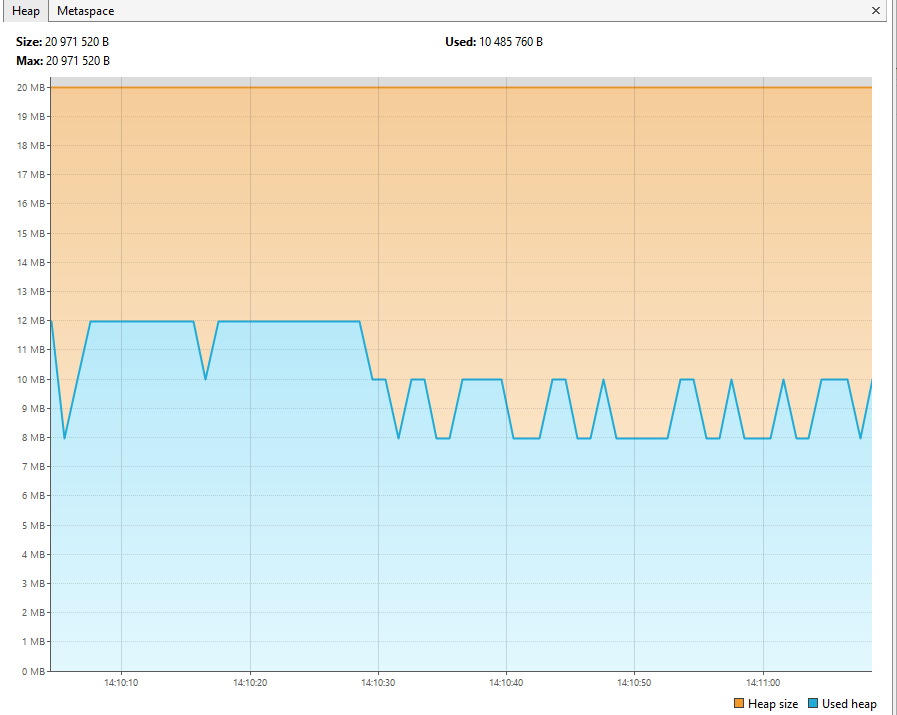 Heap Metaspace ×
Size: 20 971 520 B Used: 10 485 760 B
Max: 20 971 520 B
20 MB
19 MB
18 MB
17 MB
16 MB
15 MB
14 MB
13 MB
12 MB
11 MB
10 MB
9 MB
8 MB
7 MB
6 MB
5 MB
4 MB
3 MB
2 MB
1 MB
0 MB
14:10:10 14:10:20 14:10:30 14:10:40 14:10:50 14:11:00
Heap size Used heap